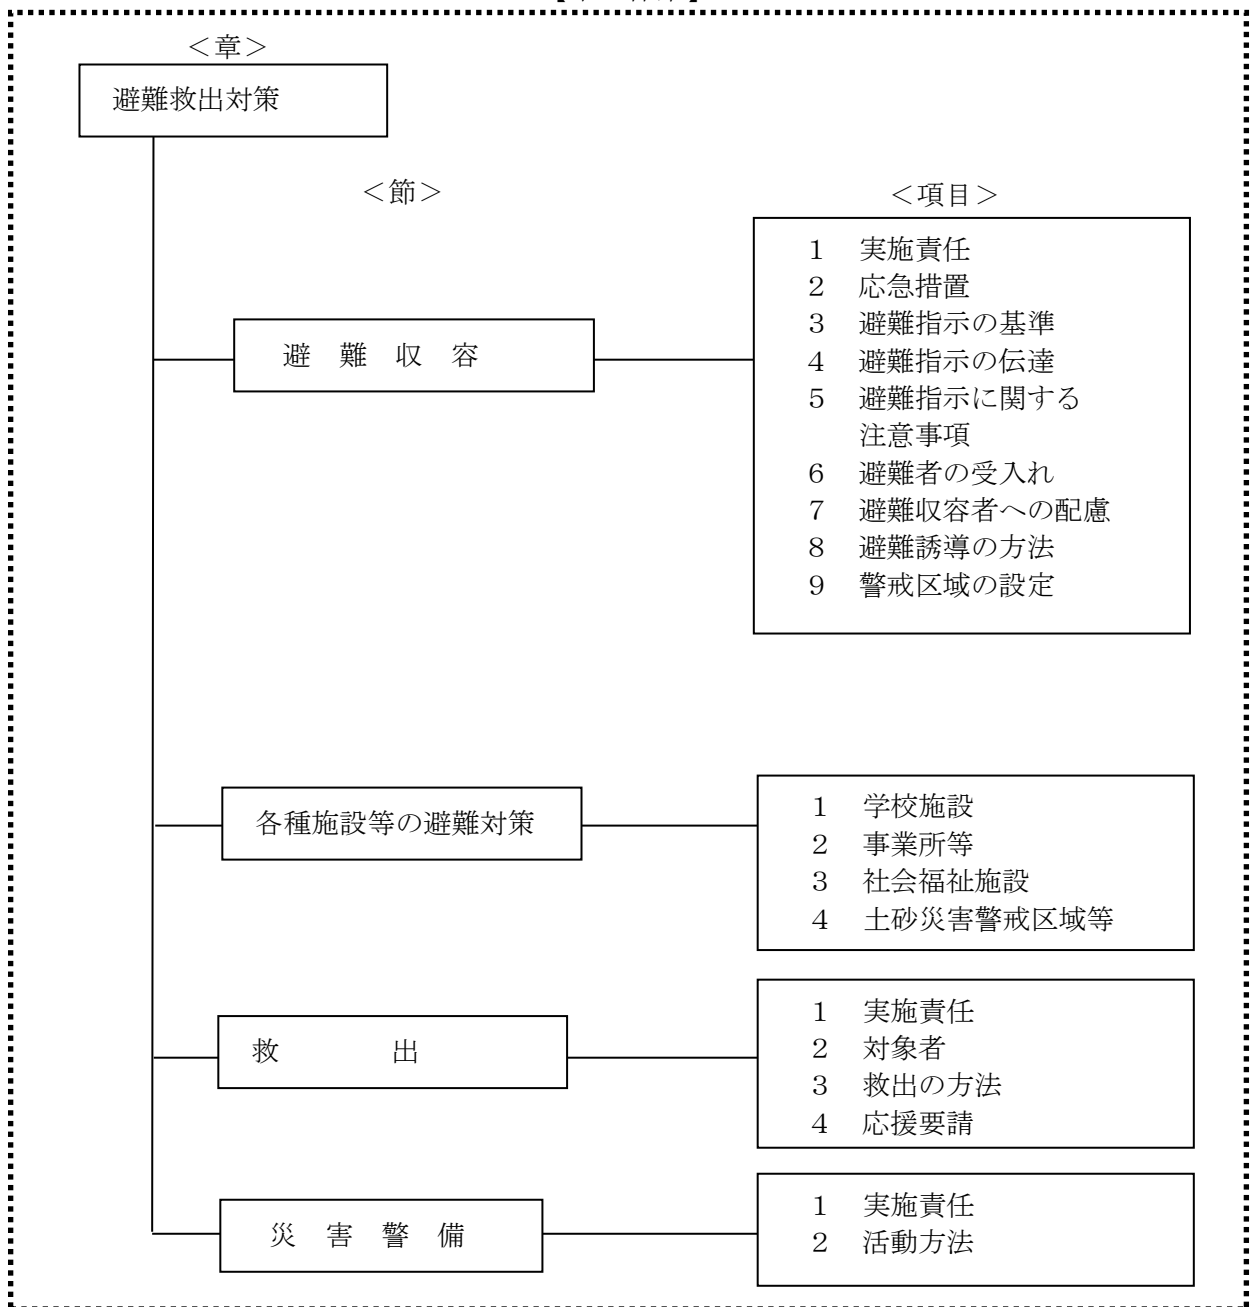 ＜章＞
避難救出対策
＜節＞
＜項目＞
避　難　収　容
１　実施責任
２　応急措置
３　避難指示の基準
４　避難指示の伝達
５　避難指示に関する
注意事項
６　避難者の受入れ
７　避難収容者への配慮
８　避難誘導の方法
９　警戒区域の設定
各種施設等の避難対策
１　学校施設
２　事業所等
３　社会福祉施設
４　土砂災害警戒区域等
救　　　　出
１　実施責任
２　対象者
３　救出の方法
４　応援要請
災　害　警　備
１　実施責任
２　活動方法